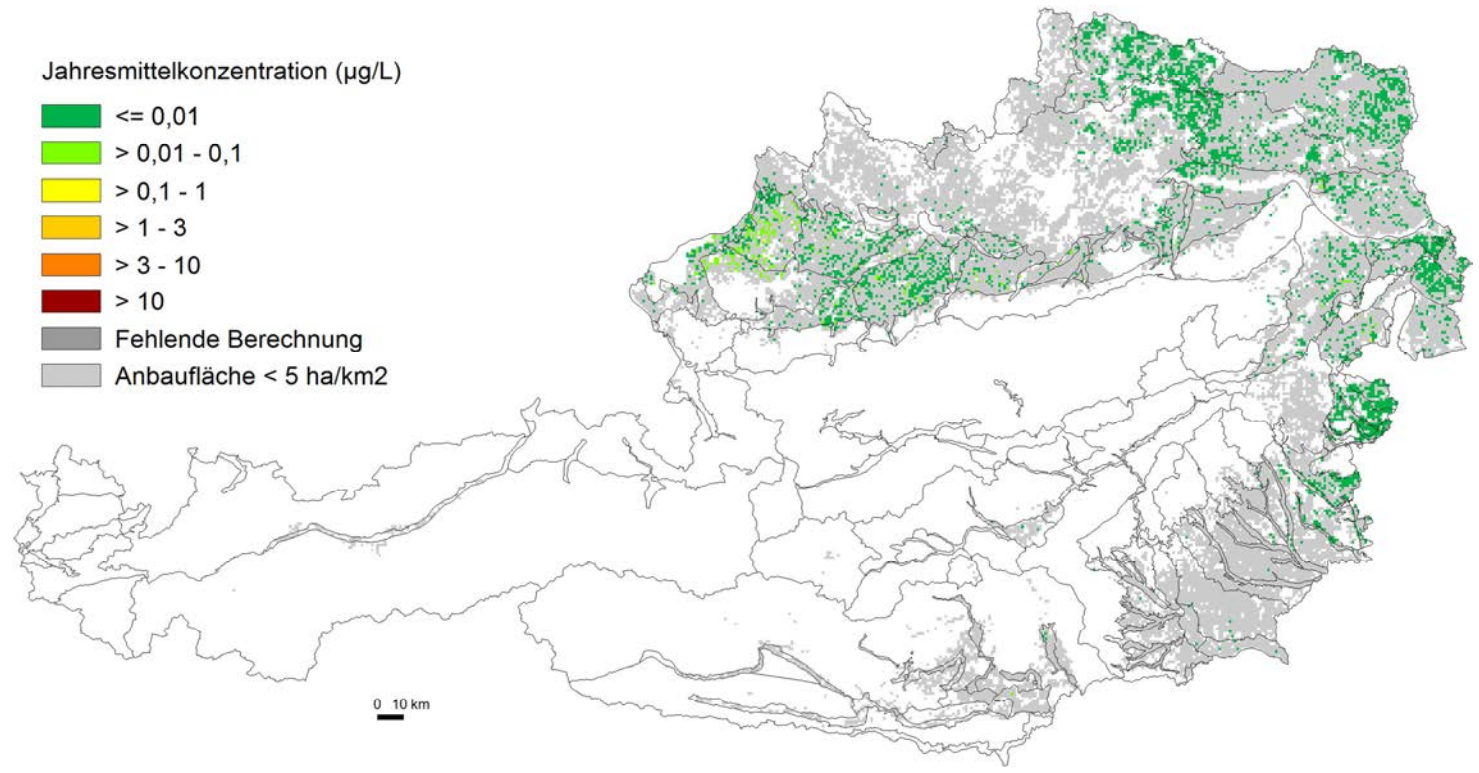 Jahresmittelkonzentration (µg/L)
<= 0,01
> 0,01 - 0,1
> 0,1 - 1
> 1 - 3
> 3 - 10
> 10
Fehlende Berechnung
Anbaufläche < 5 ha/km2
0 10 km